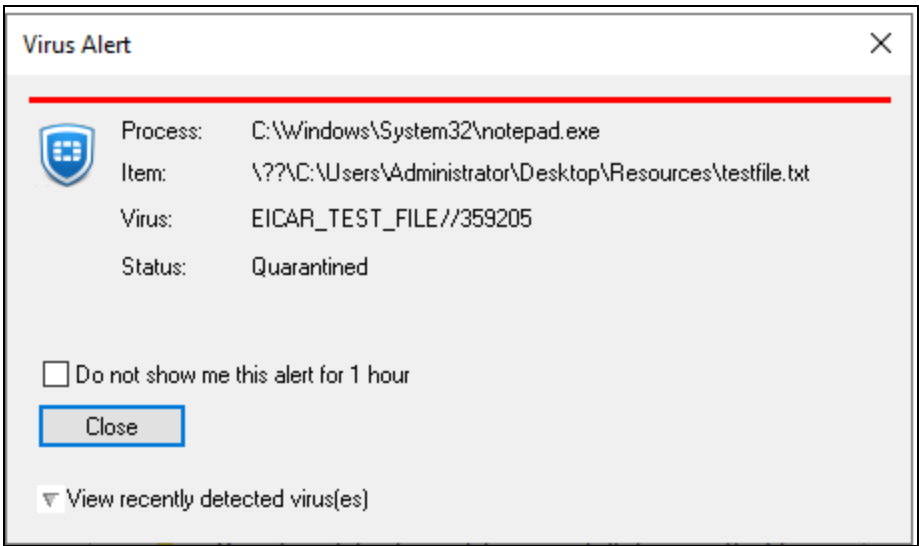 Virus Alert
Process: C:\Windows\System32\notepad.exe
Item: \??\C:\Users\Administrator\Desktop\Resources\testfile.txt
Virus: EICAR_TEST_FILE//359205
Status: Quarantined
Do not show me this alert for 1 hour
Close
View recently detected virus(es)